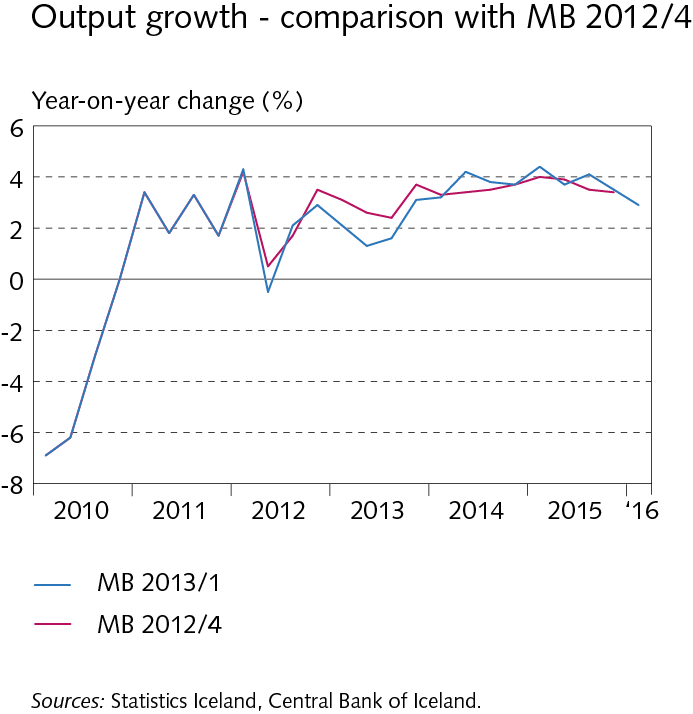 Output growth - comparison with MB 2012/4
Year-on-year change (%)
6
4
2
0
-2
-4
-6
-8
2010 2011 2012 2013 2014 2015 ‘16
MB 2013/1
MB 2012/4
Sources: Statistics Iceland, Central Bank of Iceland.